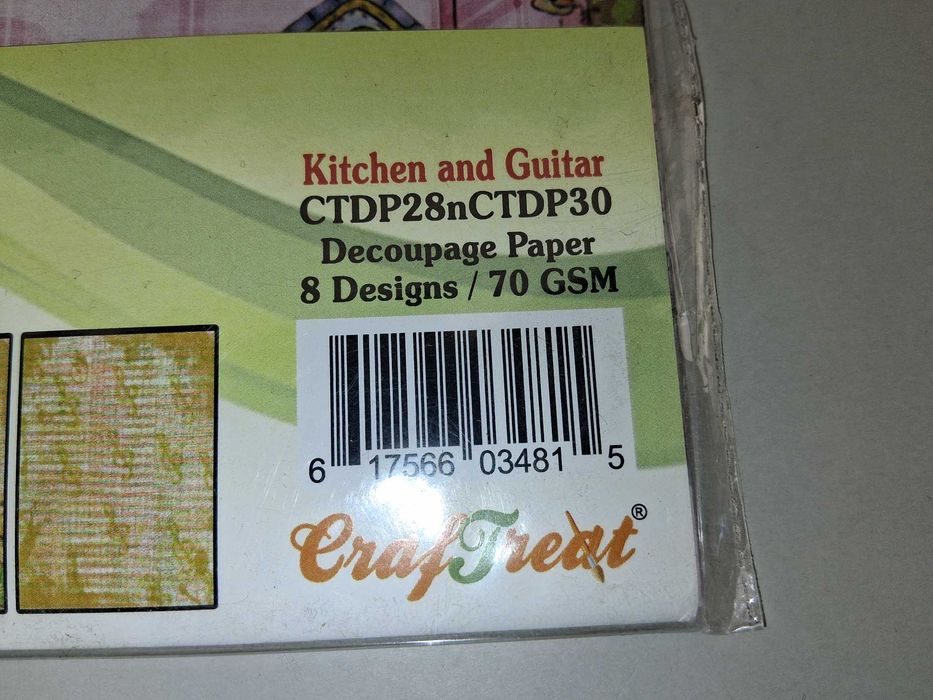 Kitchen and Guitar
CTDP28nCTDP30
Decoupage Paper
8 Designs / 70 GSM
6 17566 03481 5
CrafTreat®